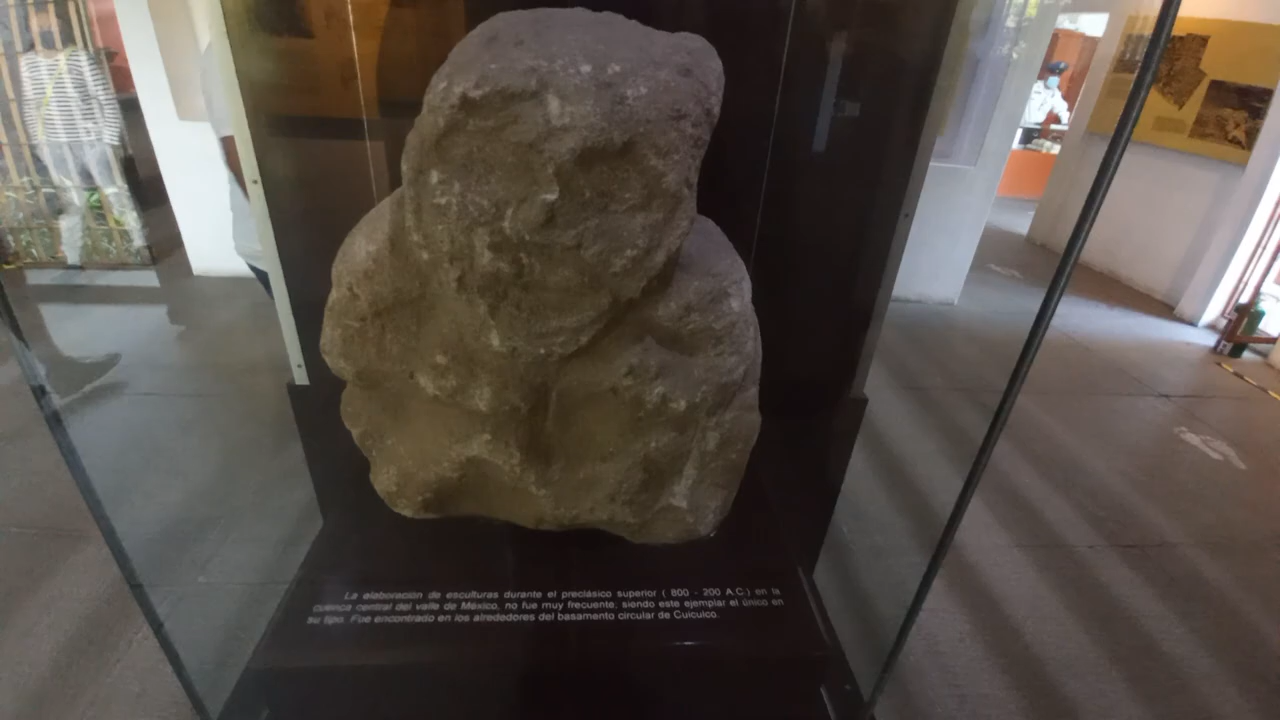 La elaboración de esculturas durante el preclásico superior ( 800 - 200 A.C.) en la
cuenca central del valle de México, no fue muy frecuente, siendo este ejemplar el único en
su tipo. Fue encontrado en los alrededores del basamento circular de Cuicuilco.